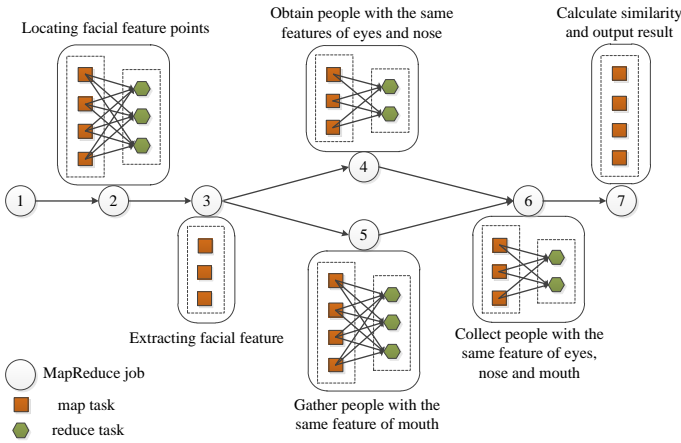 Locating facial feature points
Obtain people with the same
features of eyes and nose
Calculate similarity
and output result
1
2
3
4
5
6
7
Extracting facial feature
Gather people with the
same feature of mouth
Collect people with the
same feature of eyes,
nose and mouth
MapReduce job
map task
reduce task